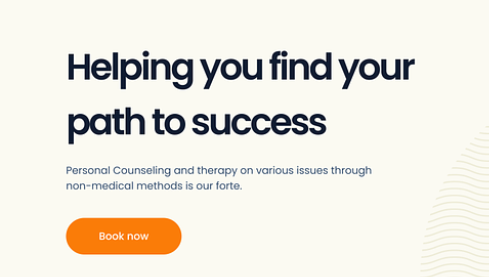 Helping you find your
path to success
Personal Counseling and therapy on various issues through
non-medical methods is our forte.
Book now